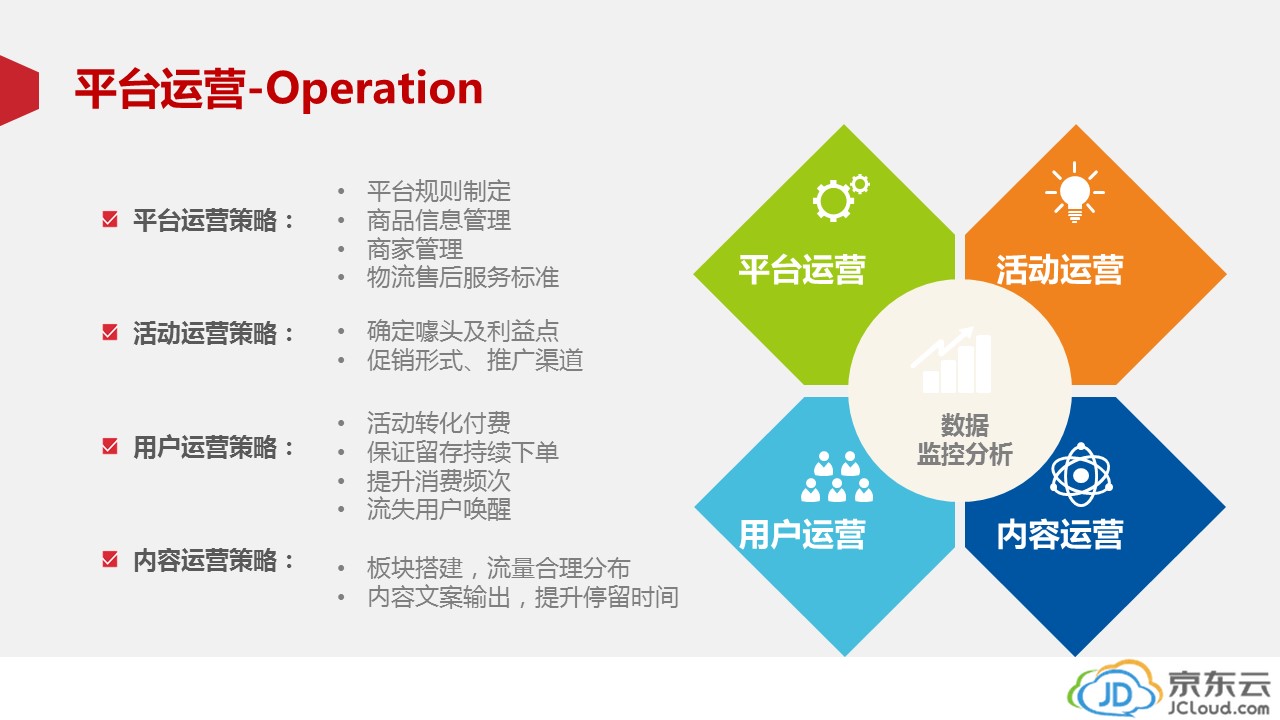 平台运营-Operation
平台运营策略：
• 平台规则制定
• 商品信息管理
• 商家管理
• 物流售后服务标准
活动运营策略：
• 确定噱头及利益点
• 促销形式、推广渠道
用户运营策略：
• 活动转化付费
• 保证留存持续下单
• 提升消费频次
• 流失用户唤醒
内容运营策略：
• 板块搭建，流量合理分布
• 内容文案输出，提升停留时间
平台运营
活动运营
数据
监控分析
用户运营
内容运营
JD
京东云
JCloud.com